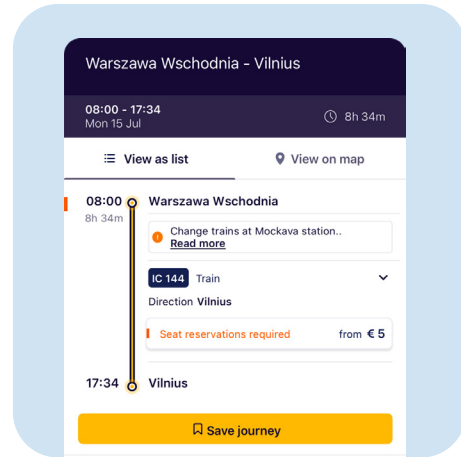 Warszawa Wschodnia - Vilnius
08:00 - 17:34
Mon 15 Jul
8h 34m
View as list
View on map
08:00 Warszawa Wschodnia
8h 34m
Change trains at Mockava station..
Read more
IC 144 Train
Direction Vilnius
Seat reservations required from € 5
17:34 Vilnius
Save journey